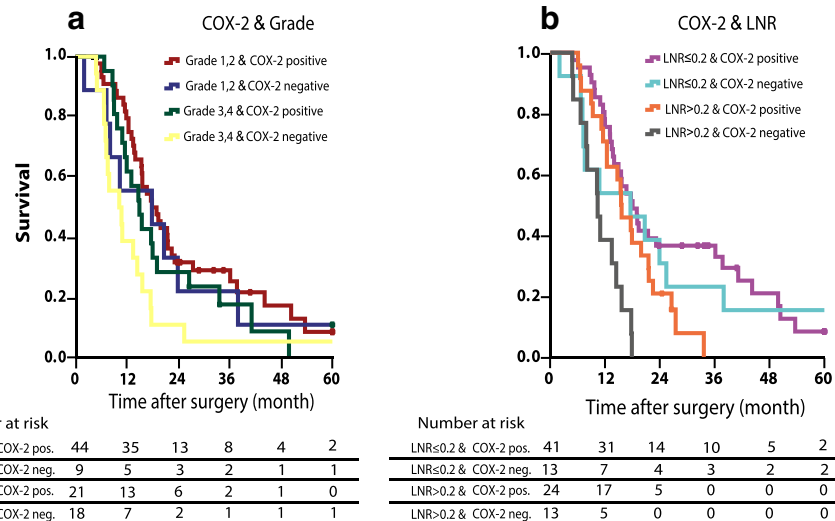 a
COX-2 & Grade
Survival
1.0
0.8
0.6
0.4
0.2
0.0
Grade 1,2 & COX-2 positive
Grade 1,2 & COX-2 negative
Grade 3,4 & COX-2 positive
Grade 3,4 & COX-2 negative
0 12 24 36 48 60
Time after surgery (month)
at risk
COX-2 pos. 44 35 13 8 4 2
COX-2 neg. 9 5 3 2 1 1
COX-2 pos. 21 13 6 2 1 0
COX-2 neg. 18 7 2 1 1 1
b
COX-2 & LNR
1.0
0.8
0.6
0.4
0.2
0.0
LNR≤0.2 & COX-2 positive
LNR≤0.2 & COX-2 negative
LNR>0.2 & COX-2 positive
LNR>0.2 & COX-2 negative
0 12 24 36 48 60
Time after surgery (month)
Number at risk
LNR≤0.2 & COX-2 pos. 41 31 14 10 5 2
LNR≤0.2 & COX-2 neg. 13 7 4 3 2 2
LNR>0.2 & COX-2 pos. 24 17 5 0 0 0
LNR>0.2 & COX-2 neg. 13 5 0 0 0 0